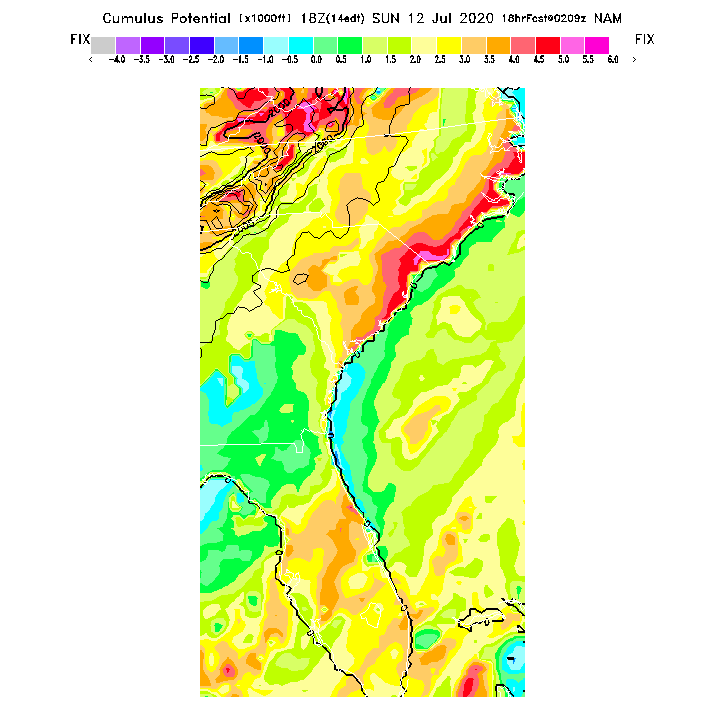 Cumulus Potential [x1000ft] 18Z(14edt) SUN 12 Jul 2020 18hrFcst@0209z NAM
FIX FIX
< -4.0 -3.5 -3.0 -2.5 -2.0 -1.5 -1.0 -0.5 0.0 0.5 1.0 1.5 2.0 2.5 3.0 3.5 4.0 4.5 5.0 5.5 6.0 >